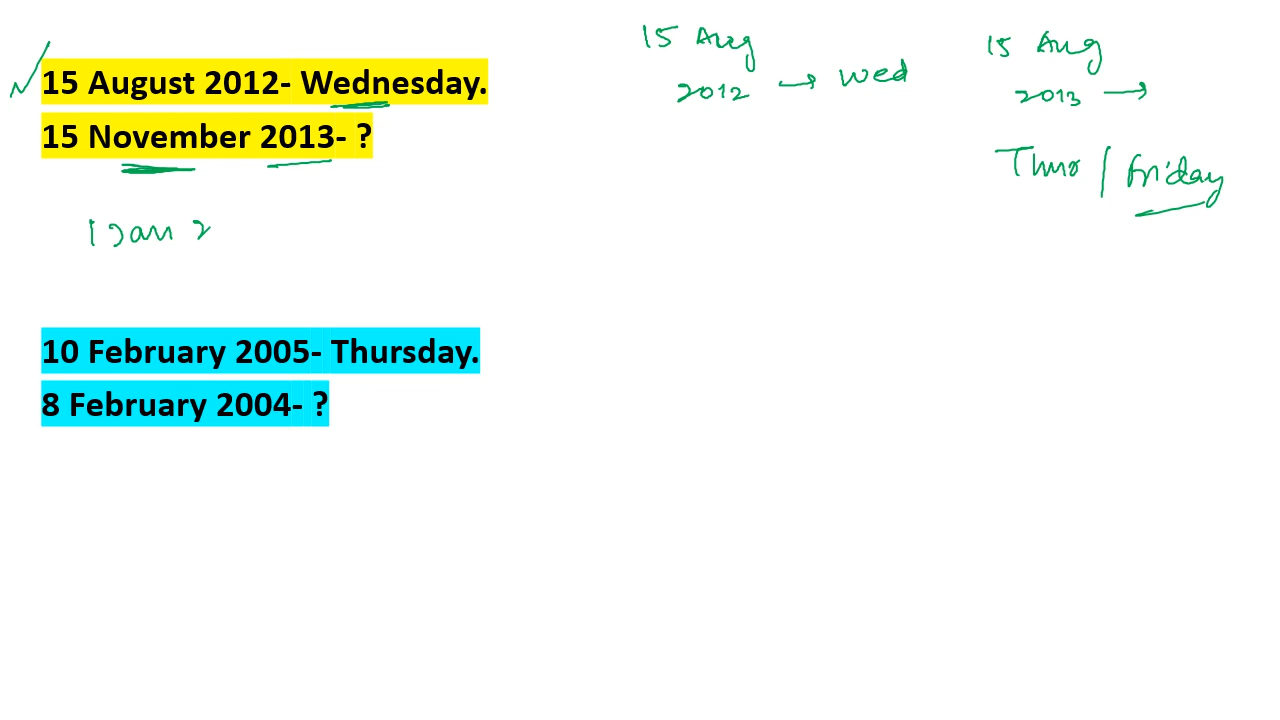 15 August 2012- Wednesday.
15 November 2013- ?
15 Aug
2012 → Wed
15 Aug
2013 →
Thur / Friday
1 Jan 2
10 February 2005- Thursday.
8 February 2004- ?